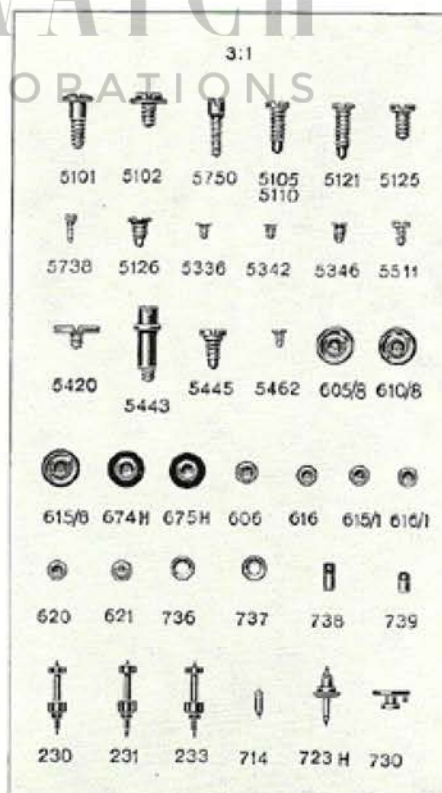 WATCH
ORATIONS
3:1
5101 5102 5750 5105 5121 5125
5110
5738 5126 5336 5342 5346 5511
5420 5443 5445 5462 605/8 610/8
615/8 674H 675H 606 616 615/1 616/1
620 621 736 737 738 739
230 231 233 714 723 H 730